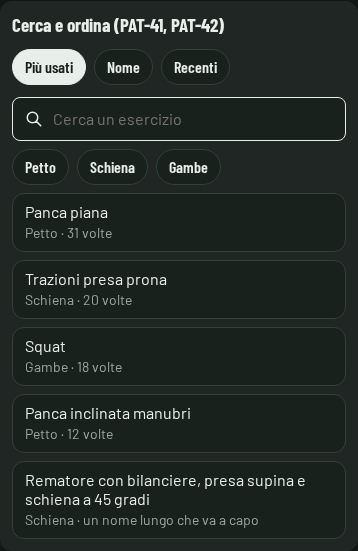 Cerca e ordina (PAT-41, PAT-42)
Più usati Nome Recenti
Cerca un esercizio
Petto Schiena Gambe
Panca piana
Petto · 31 volte
Trazioni presa prona
Schiena · 20 volte
Squat
Gambe · 18 volte
Panca inclinata manubri
Petto · 12 volte
Rematore con bilanciere, presa supina e
schiena a 45 gradi
Schiena · un nome lungo che va a capo